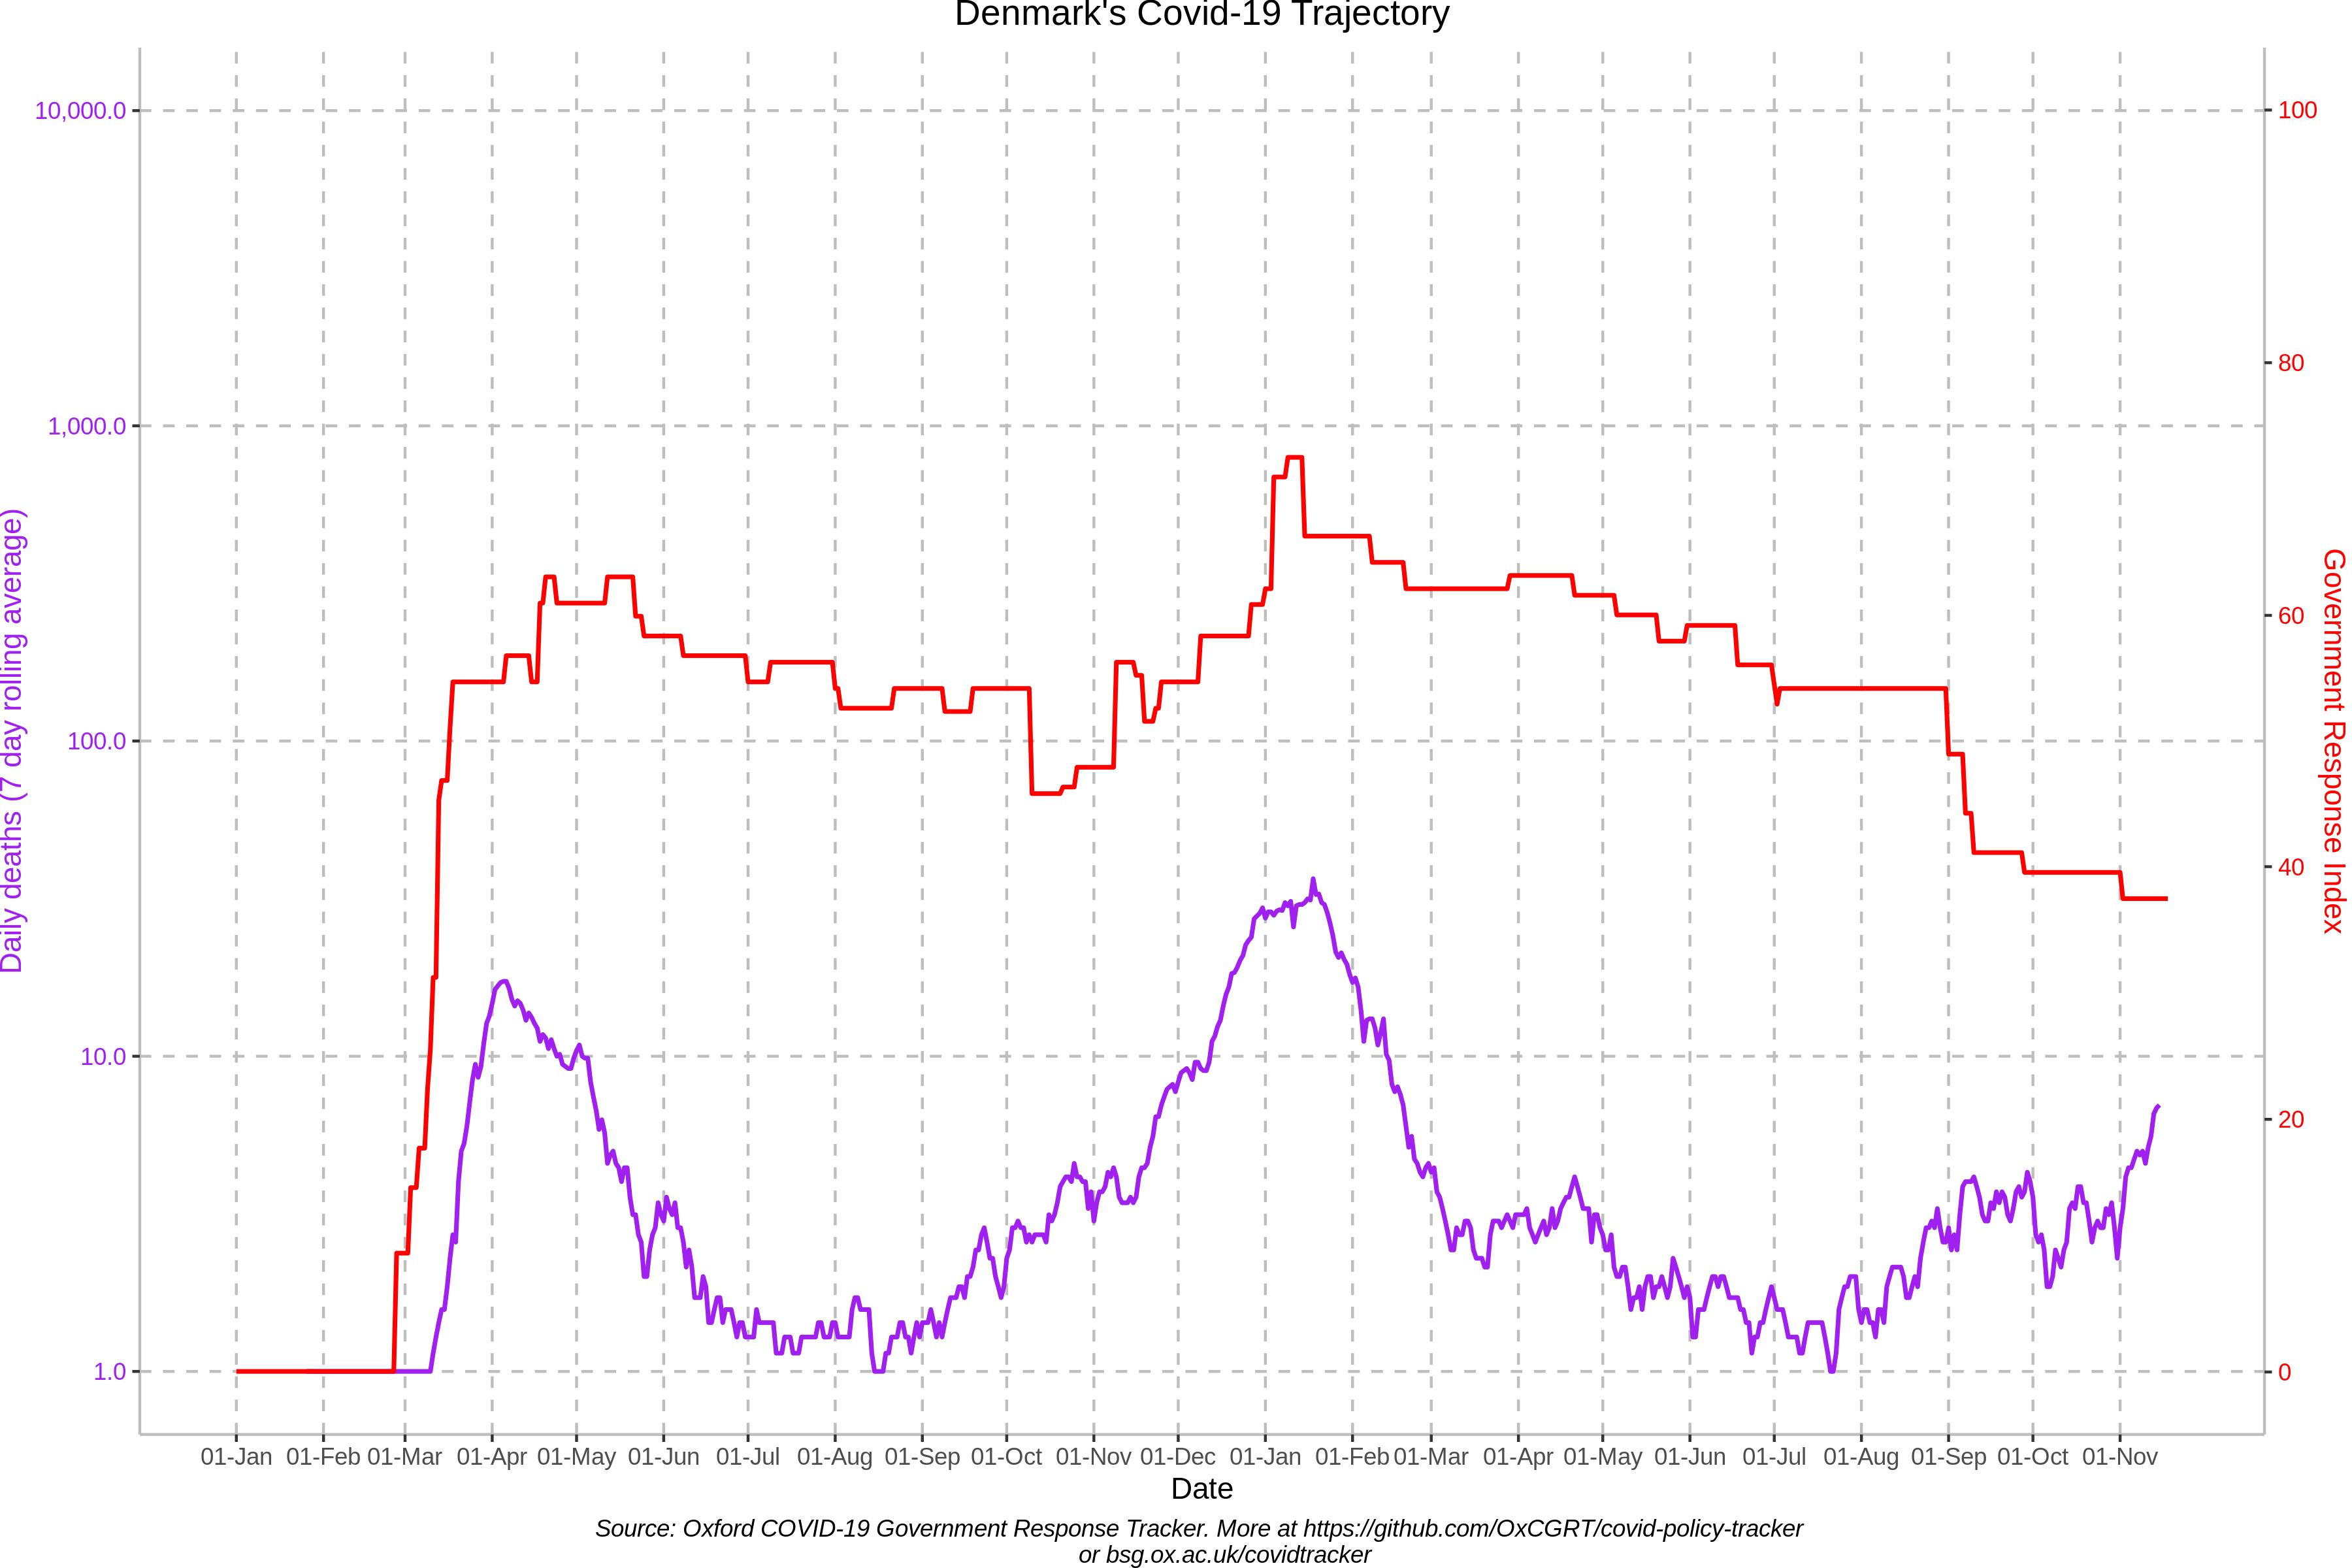 Denmark's Covid-19 Trajectory
10,000.0
1,000.0
100.0
10.0
1.0
Daily deaths (7 day rolling average)
100
80
60
40
20
0
Government Response Index
01-Jan 01-Feb 01-Mar 01-Apr 01-May 01-Jun 01-Jul 01-Aug 01-Sep 01-Oct 01-Nov 01-Dec 01-Jan 01-Feb 01-Mar 01-Apr 01-May 01-Jun 01-Jul 01-Aug 01-Sep 01-Oct 01-Nov
Date
Source: Oxford COVID-19 Government Response Tracker. More at https://github.com/OxCGRT/covid-policy-tracker
or bsg.ox.ac.uk/covidtracker